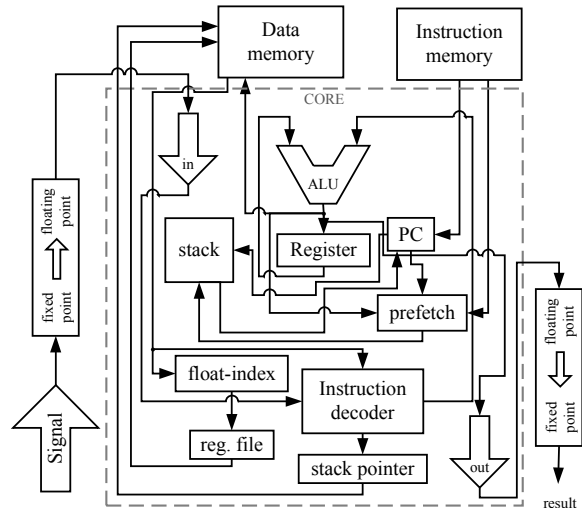 Data
memory
Instruction
memory
CORE
in
ALU
floating
point
fixed
point
stack
Register
PC
prefetch
floating
point
fixed
point
float-index
Instruction
decoder
reg. file
stack pointer
Signal
out
result